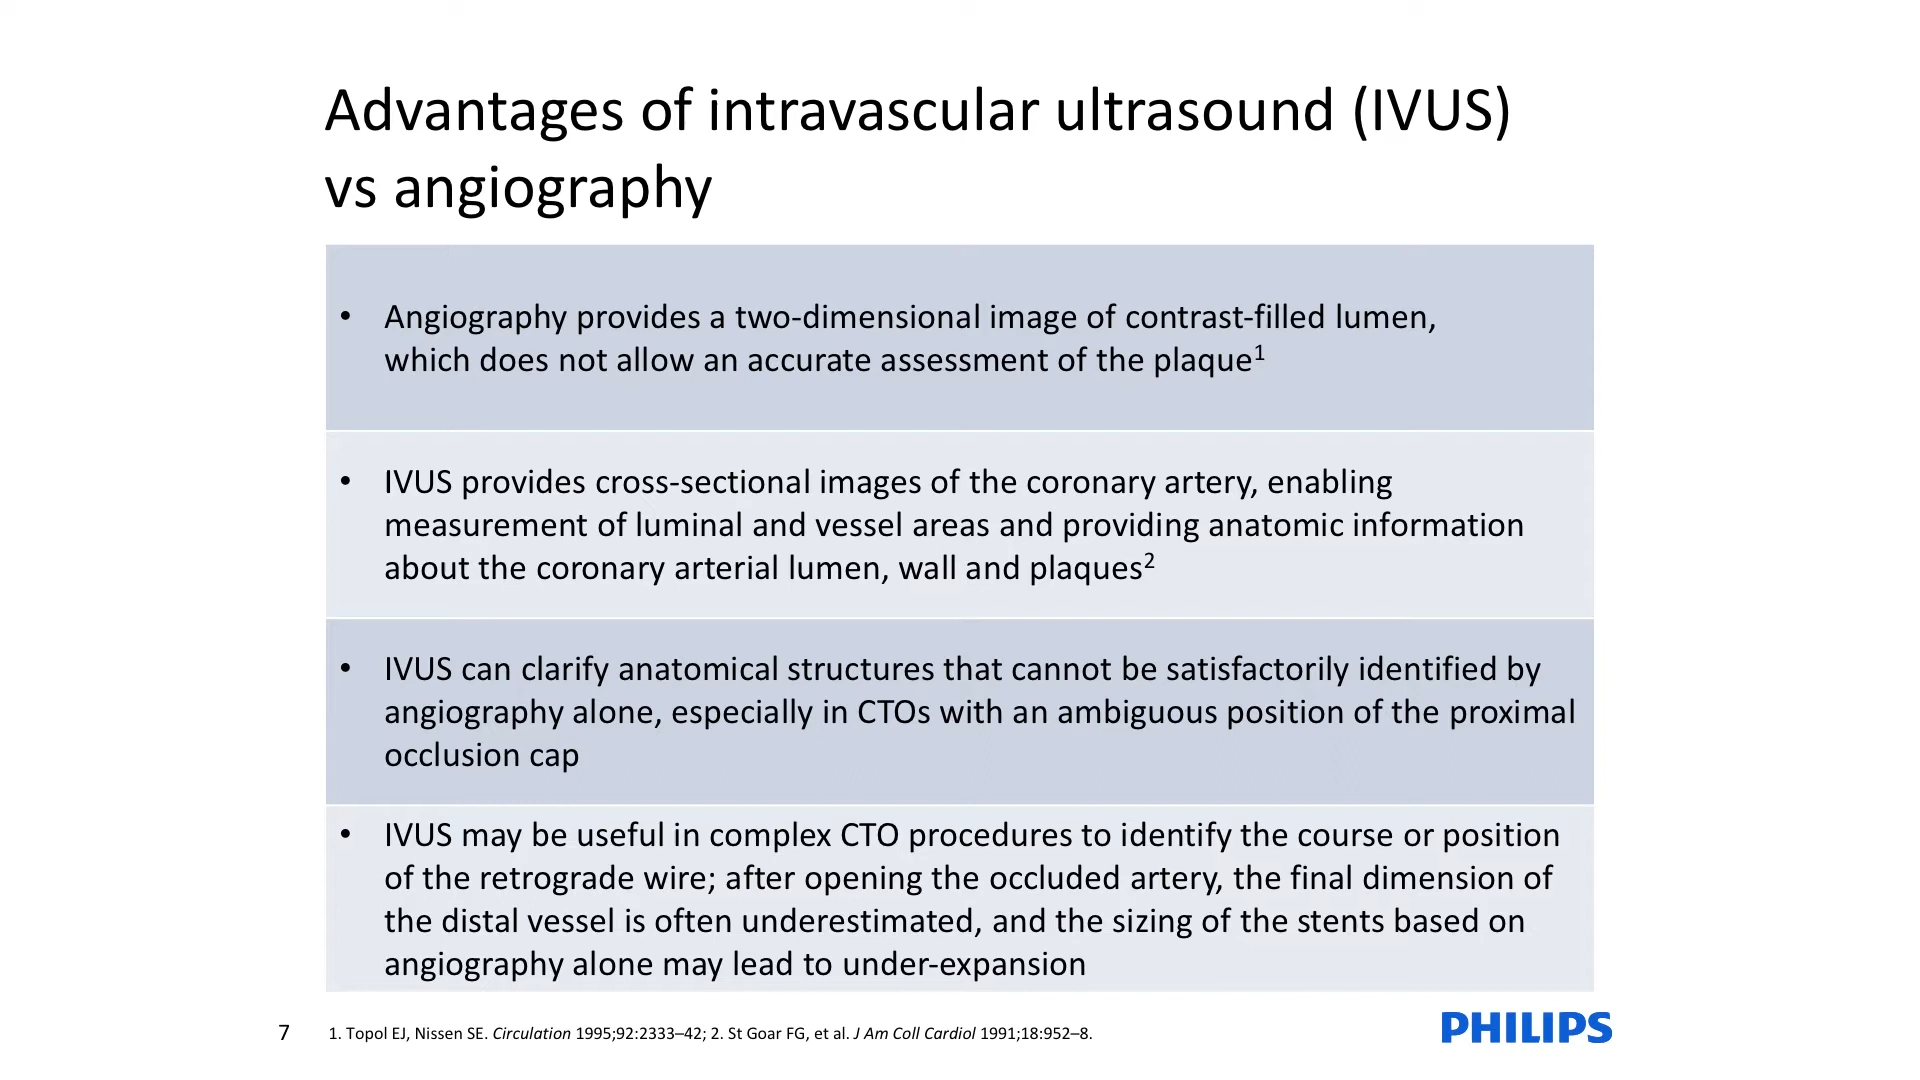 Advantages of intravascular ultrasound (IVUS)
vs angiography
• Angiography provides a two-dimensional image of contrast-filled lumen,
which does not allow an accurate assessment of the plaque¹
• IVUS provides cross-sectional images of the coronary artery, enabling
measurement of luminal and vessel areas and providing anatomic information
about the coronary arterial lumen, wall and plaques²
• IVUS can clarify anatomical structures that cannot be satisfactorily identified by
angiography alone, especially in CTOs with an ambiguous position of the proximal
occlusion cap
• IVUS may be useful in complex CTO procedures to identify the course or position
of the retrograde wire; after opening the occluded artery, the final dimension of
the distal vessel is often underestimated, and the sizing of the stents based on
angiography alone may lead to under-expansion
7 1. Topol EJ, Nissen SE. Circulation 1995;92:2333–42; 2. St Goar FG, et al. J Am Coll Cardiol 1991;18:952–8.
PHILIPS